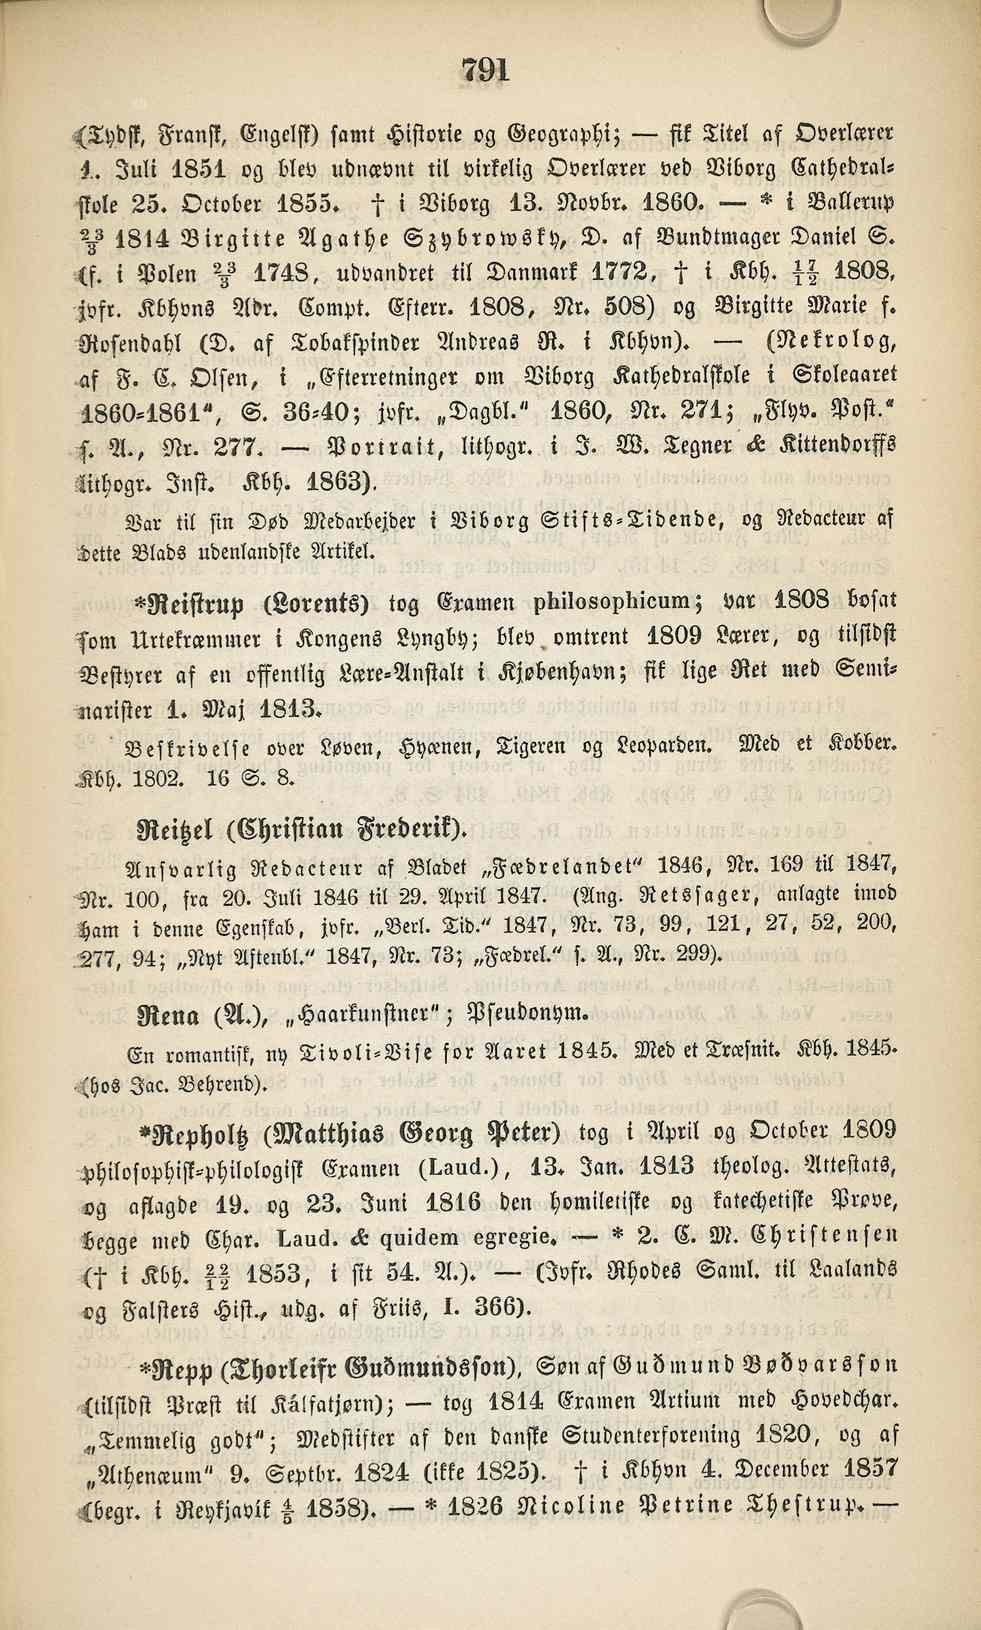 791
(Tydsk, Fransk, Engelsk) samt Historie og Geographi; — fik Titel af Overlærer
1. Juli 1851 og blev udnævnt til virkelig Overlærer ved Viborg Cathedral-
skole 25. October 1855. † i Viborg 13. Novbr. 1860. — * i Ballerup
23/3 1814 Birgitte Agathe Szybrowsky, D. af Bundtmager Daniel S.
(f. i Polen 23/3 1748, udvandret til Danmark 1772, † i Kbh. 17/12 1808,
jvfr. Kbhvns Adr. Compt. Efterr. 1808, Nr. 508) og Birgitte Marie f.
Rosendahl (D. af Tobakspinder Andreas R. i Kbhvn). — (Nekrolog,
af F. C. Olsen, i „Efterretninger om Viborg Kathedralskole i Skoleaaret
1860-1861“, S. 36-40; jvfr. „Dagbl.“ 1860, Nr. 271; „Flyv. Post.“
s. A., Nr. 277. — Portrait, lithogr. i J. W. Tegner & Kittendorffs
lithogr. Inst. Kbh. 1863).
Var til sin Død Medarbejder i Viborg Stifts-Tidende, og Redacteur af
dette Blads udenlandske Artikel.
*Reistrup (Lorents) tog Examen philosophicum; var 1808 bosat
som Urtekræmmer i Kongens Lyngby; blev omtrent 1809 Lærer, og tilsidst
Bestyrer af en offentlig Lære-Anstalt i Kjøbenhavn; fik lige Ret med Semi-
narister 1. Maj 1813.
Beskrivelse over Løven, Hyænen, Tigeren og Leoparden. Med et Kobber.
Kbh. 1802. 16 S. 8.
Reitzel (Christian Frederik).
Ansvarlig Redacteur af Bladet „Fædrelandet“ 1846, Nr. 169 til 1847,
Nr. 100, fra 20. Juli 1846 til 29. April 1847. (Ang. Retssager, anlagte imod
ham i denne Egenskab, jvfr. „Berl. Tid.“ 1847, Nr. 73, 99, 121, 27, 52, 200,
277, 94; „Nyt Aftenbl.“ 1847, Nr. 73; „Fædrel.“ s. A., Nr. 299).
Rena (A.), „Haarkunstner“; Pseudonym.
En romantisk, ny Tivoli-Vise for Aaret 1845. Med et Træsnit. Kbh. 1845.
(hos Jac. Behrend).
*Repholtz (Matthias Georg Peter) tog i April og October 1809
philosophisk-philologisk Examen (Laud.), 13. Jan. 1813 theolog. Attestats,
og aflagde 19. og 23. Juni 1816 den homiletiske og katechetiske Prøve,
begge med Char. Laud. & quidem egregie. — * 2. C. M. Christensen
(† i Kbh. 22/12 1853, i sit 54. A.). — (Jvfr. Rhodes Saml. til Laalands
og Falsters Hist., udg. af Friis, I. 366).
*Repp (Thorleifr Guðmundsson), Søn af Guðmund Bøðvarsson
(tilsidst Præst til Kálfatjørn); — tog 1814 Examen Artium med Hovedchar.
„Temmelig godt“; Medstifter af den danske Studenterforening 1820, og af
„Athenæum“ 9. Septbr. 1824 (ikke 1825). † i Kbhvn 4. December 1857
(begr. i Reykjavík 4/5 1858). — * 1826 Nicoline Petrine Thestrup. —